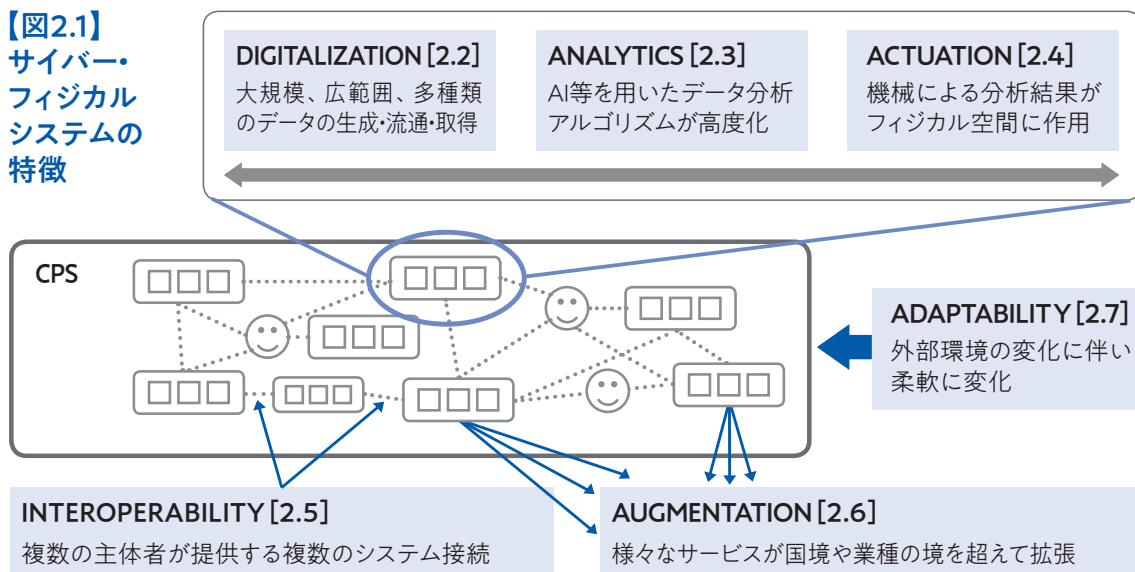 【図2.1】
サイバー・
フィジカル
システムの
特徴
DIGITALIZATION [2.2]
大規模、広範囲、多種類
のデータの生成・流通・取得
ANALYTICS [2.3]
AI等を用いたデータ分析
アルゴリズムが高度化
ACTUATION [2.4]
機械による分析結果が
フィジカル空間に作用
CPS
ADAPTABILITY [2.7]
外部環境の変化に伴い
柔軟に変化
INTEROPERABILITY [2.5]
複数の主体者が提供する複数のシステム接続
AUGMENTATION [2.6]
様々なサービスが国境や業種の境を超えて拡張